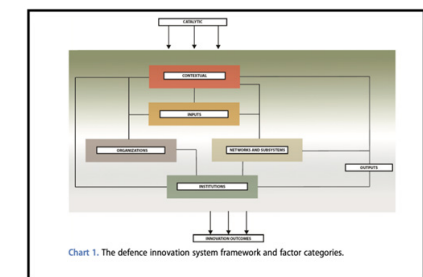 CATALYTIC
CONTEXTUAL
INPUTS
ORGANIZATIONS
NETWORKS AND SUBSYSTEMS
OUTPUTS
INSTITUTIONS
INNOVATION OUTCOMES
Chart 1. The defence innovation system framework and factor categories.